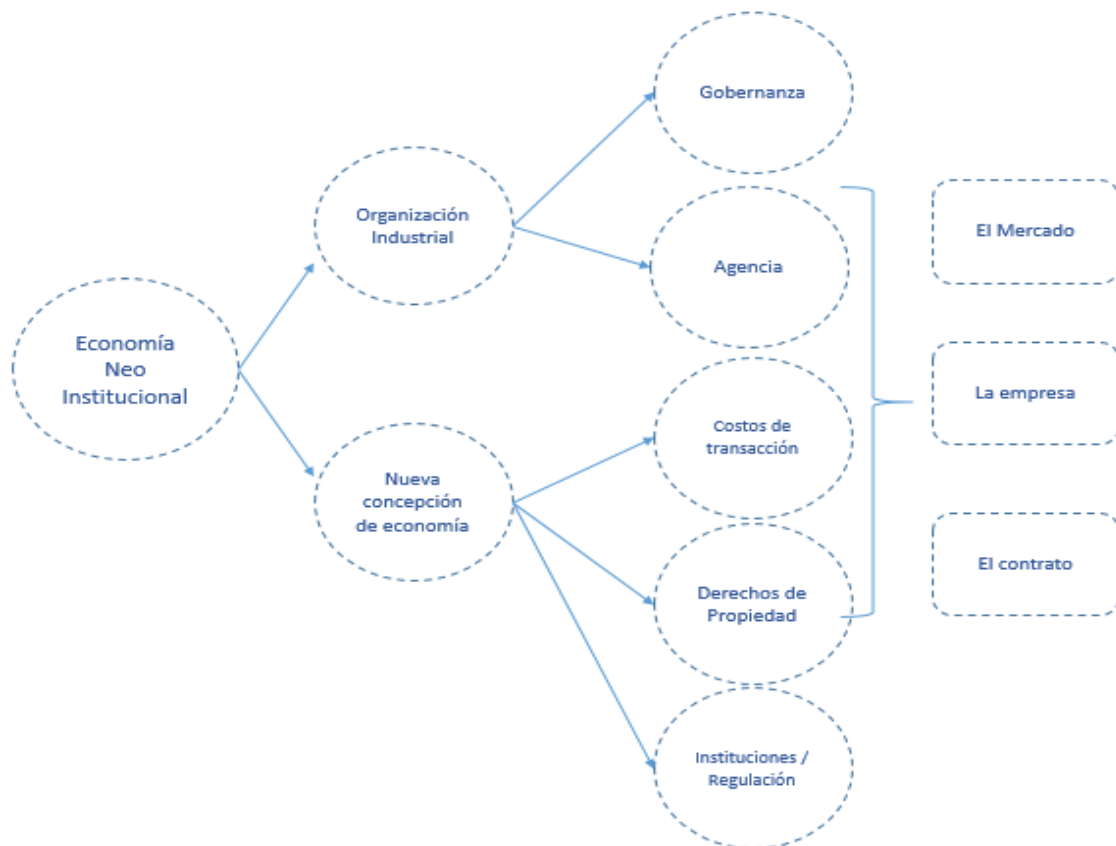 Gobernanza
Organización
Industrial
El Mercado
Agencia
Economía
Neo
Institucional
La empresa
Costos de
transacción
Nueva
concepción
de economía
El contrato
Derechos de
Propiedad
Instituciones /
Regulación